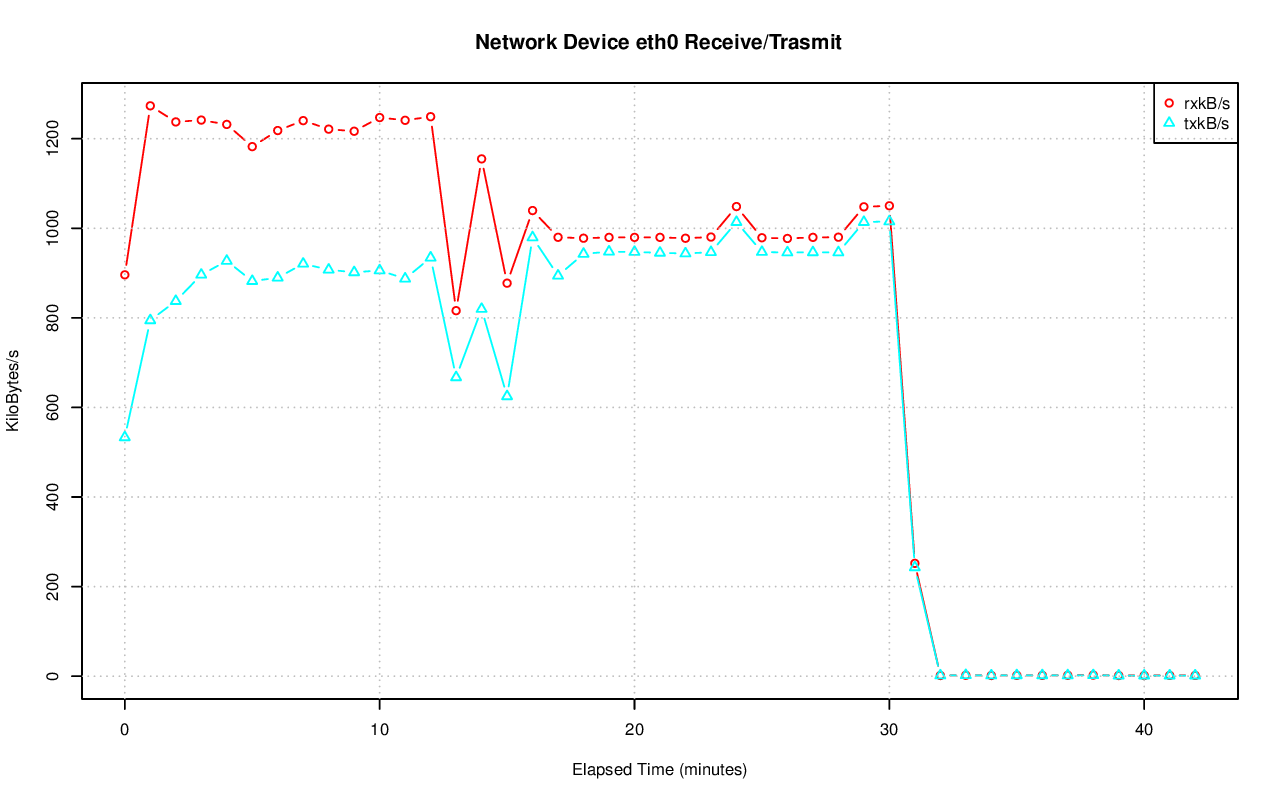 Network Device eth0 Receive/Trasmit
rxkB/s
txkB/s
KiloBytes/s
1200
1000
800
600
400
200
0
0 10 20 30 40
Elapsed Time (minutes)